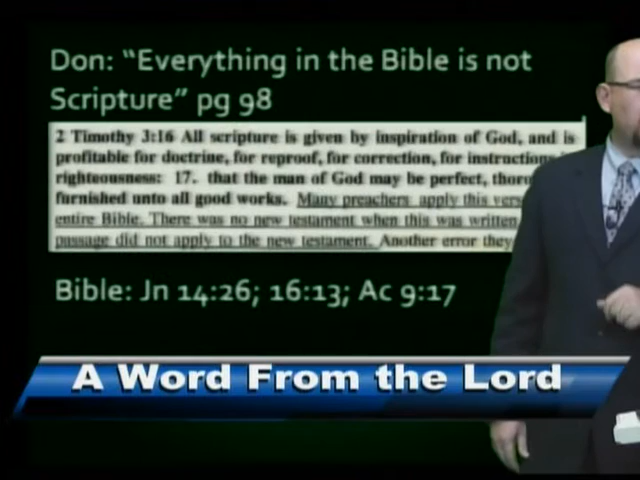 Don: “Everything in the Bible is not
Scripture” pg 98
2 Timothy 3:16 All scripture is given by inspiration of God, and is
profitable for doctrine, for reproof, for correction, for instruction
righteousness: 17. that the man of God may be perfect,
furnished unto all good works. Many preachers apply this
entire Bible. There was no new testament when this was written
passage did not apply to the new testament. Another error they
Bible: Jn 14:26; 16:13; Ac 9:17
A Word From the Lord